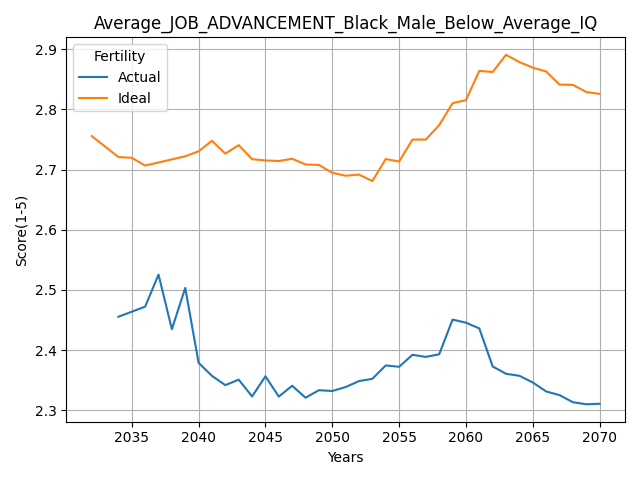 Average_JOB_ADVANCEMENT_Black_Male_Below_Average_IQ
Fertility
Actual
Ideal
Score(1-5)
2.9
2.8
2.7
2.6
2.5
2.4
2.3
2035 2040 2045 2050 2055 2060 2065 2070
Years